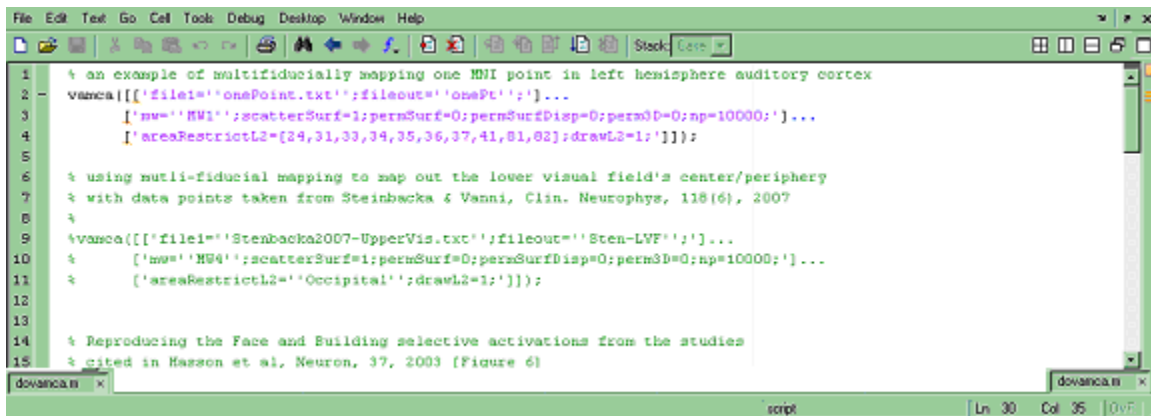 File Edit Text Go Cell Tools Debug Desktop Window Help
Stack: Base
1 % an example of multifiducially mapping one MNI point in left hemisphere auditory cortex
2 - vamca([['file1=''onePoint.txt'';fileout=''onePt'';']...
3 ['mw=''MW1'';scatterSurf=1;permSurf=0;permSurfDisp=0;perm3D=0;np=10000;']...
4 ['areaRestrictL2=[24,31,33,34,35,36,37,41,81,82];drawL2=1;']]);
5
6 % using mutli-fiducial mapping to map out the lower visual field's center/periphery
7 % with data points taken from Steinbacka & Vanni, Clin. Neurophys, 118(6), 2007
8 %
9 %vamca([['file1=''Stenbacka2007-UpperVis.txt'';fileout=''Sten-LVF'';']...
10 % ['mw=''MW4'';scatterSurf=1;permSurf=0;permSurfDisp=0;perm3D=0;np=10000;']...
11 % ['areaRestrictL2=''Occipital'';drawL2=1;']]);
12
13
14 % Reproducing the Face and Building selective activations from the studies
15 % cited in Hasson et al, Neuron, 37, 2003 [Figure 6]
dovamca.m × dovamca.m ×
script Ln 30 Col 35 OVR